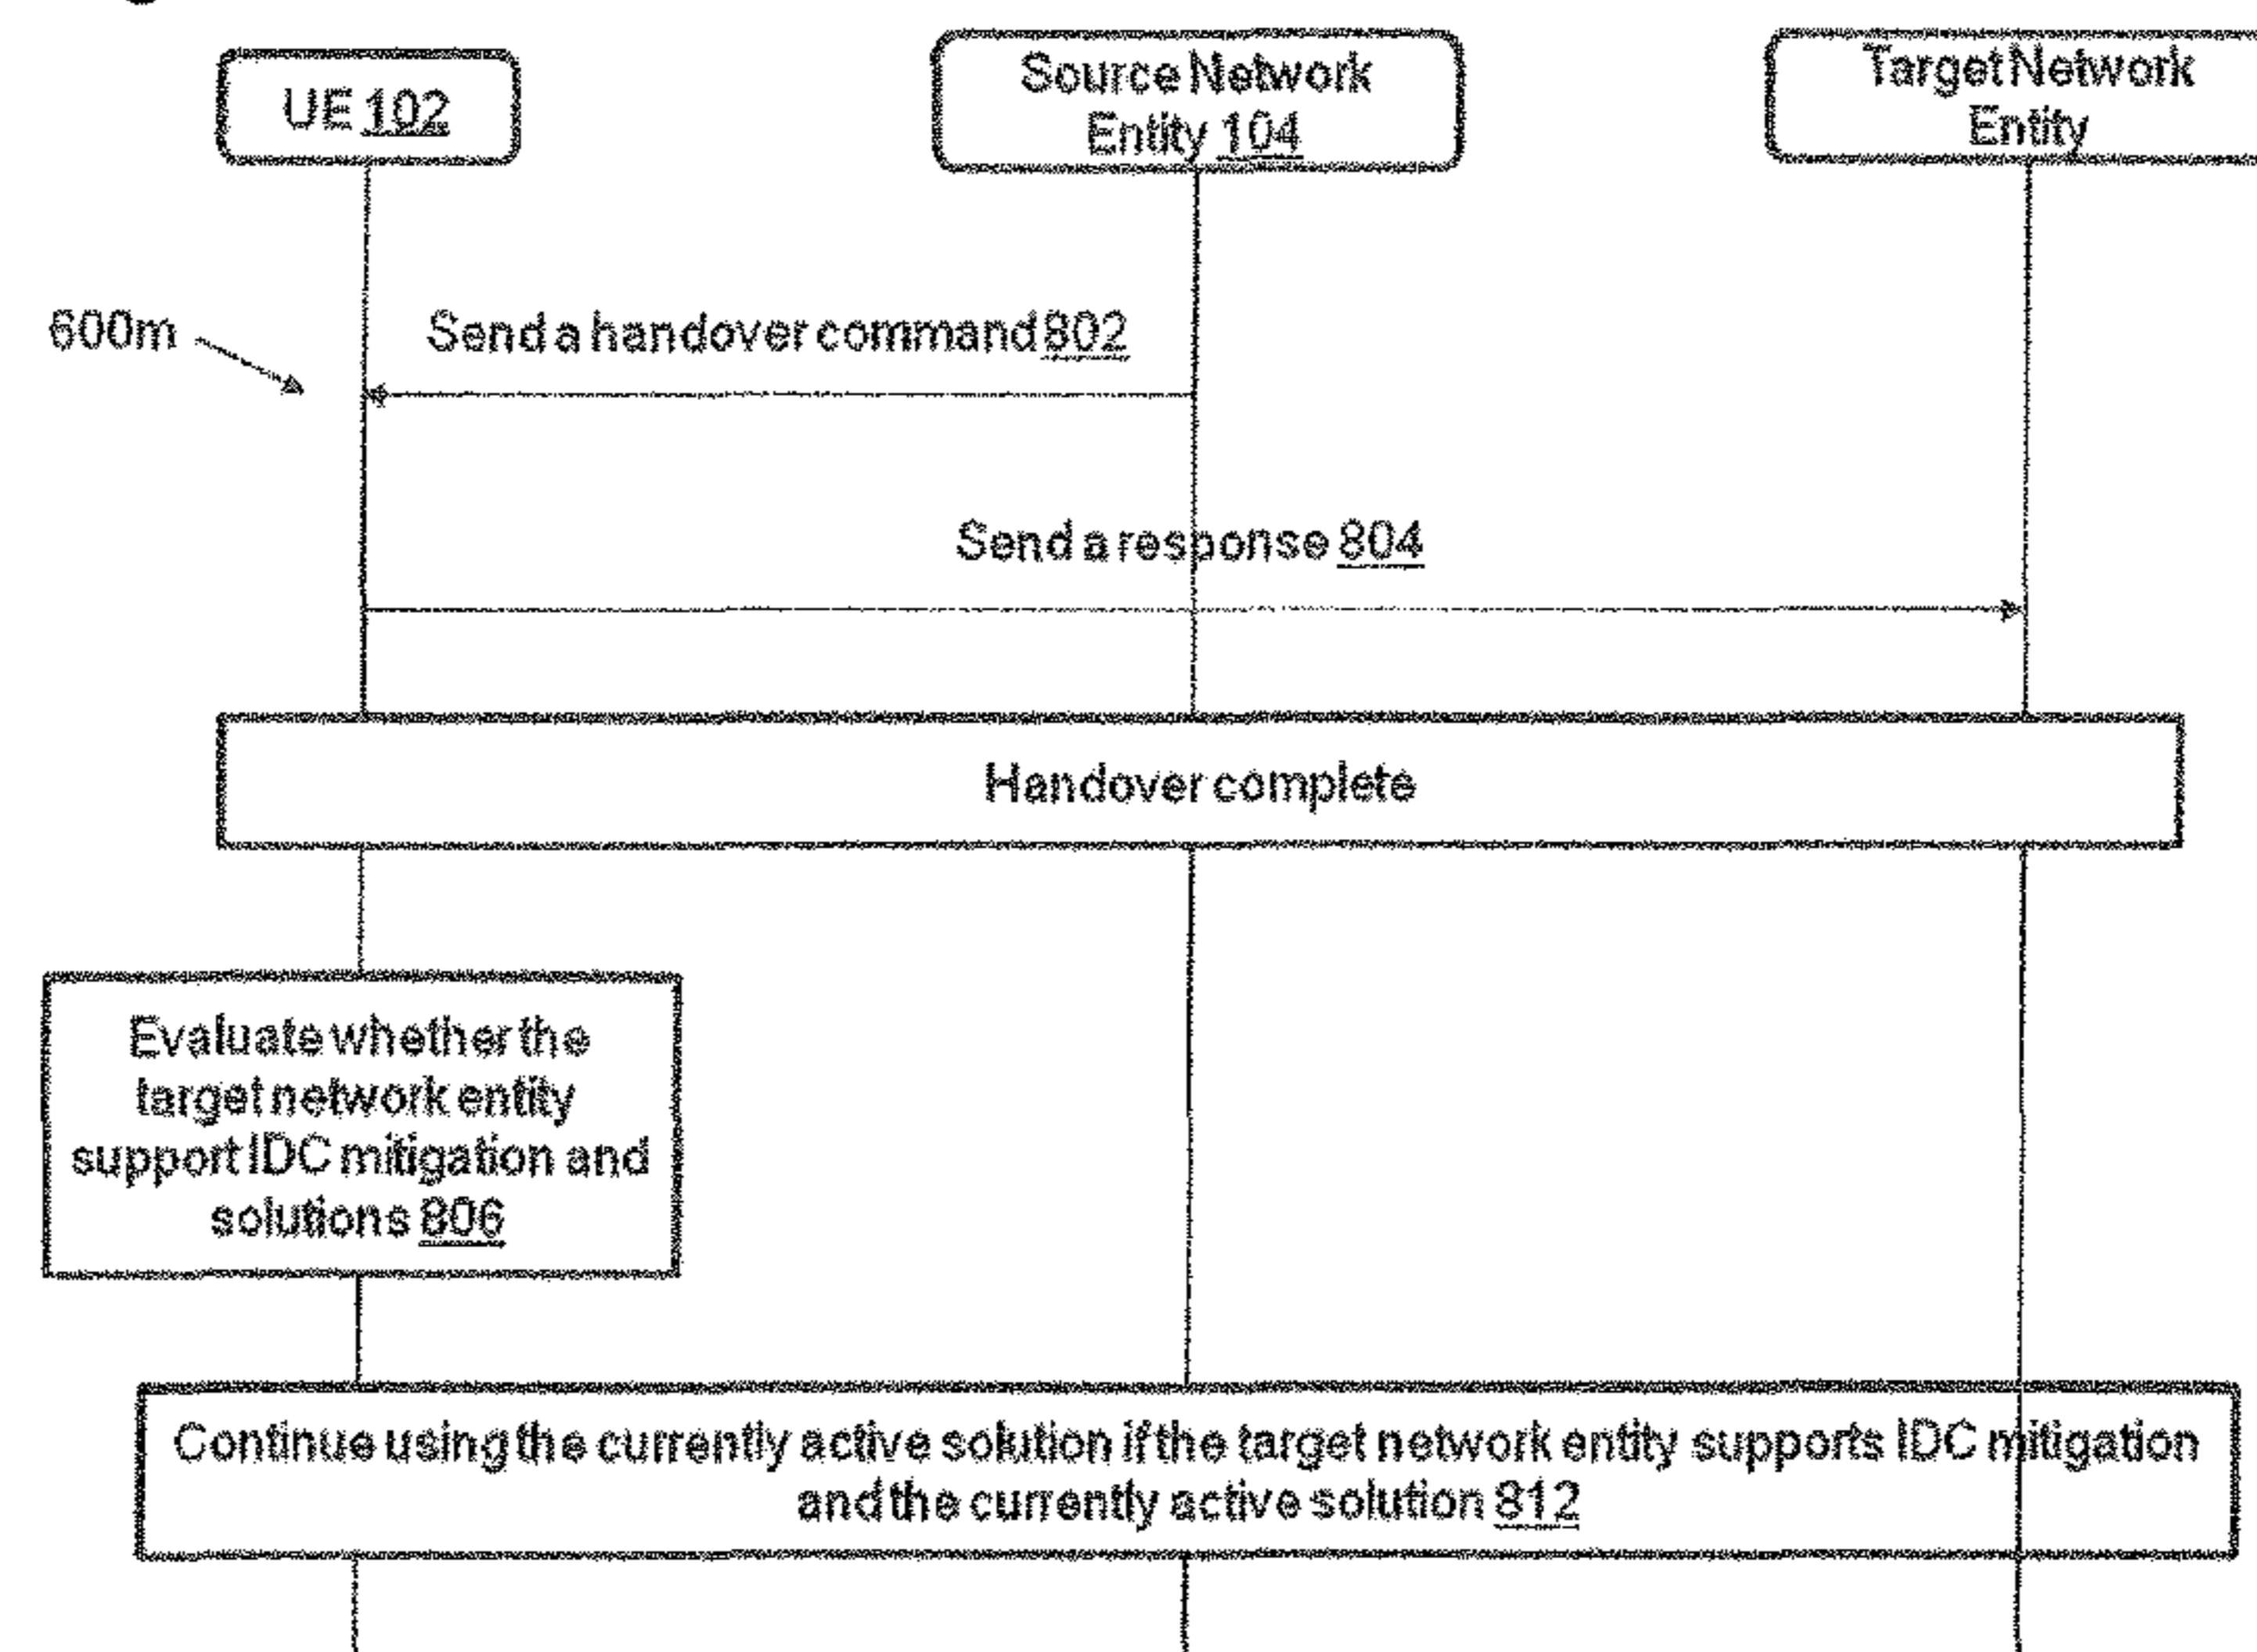 UE 102
Source Network
Entity 104
Target Network
Entity
600m
Send a handover command 802
Send a response 804
Handover complete
Evaluate whether the
target network entity
support IDC mitigation and
solutions 806
Continue using the currently active solution if the target network entity supports IDC mitigation
and the currently active solution 812